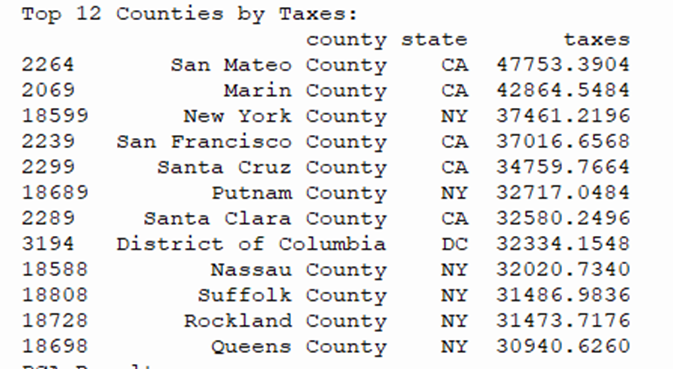 Top 12 Counties by Taxes:
county state taxes
2264 San Mateo County CA 47753.3904
2069 Marin County CA 42864.5484
18599 New York County NY 37461.2196
2239 San Francisco County CA 37016.6568
2299 Santa Cruz County CA 34759.7664
18689 Putnam County NY 32717.0484
2289 Santa Clara County CA 32580.2496
3194 District of Columbia DC 32334.1548
18588 Nassau County NY 32020.7340
18808 Suffolk County NY 31486.9836
18728 Rockland County NY 31473.7176
18698 Queens County NY 30940.6260